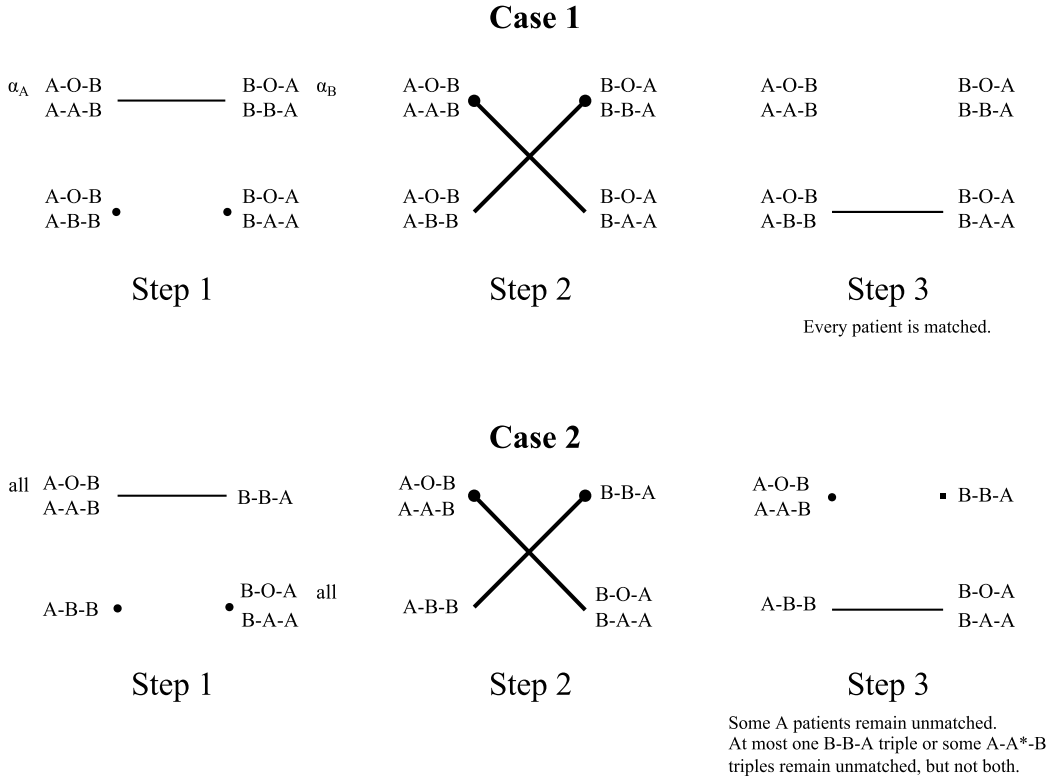 Case 1
α_A A-O-B B-O-A α_B A-O-B B-O-A A-O-B B-O-A
A-A-B B-B-A A-A-B B-B-A A-A-B B-B-A
A-O-B B-O-A A-O-B B-O-A A-O-B B-O-A
A-B-B B-A-A A-B-B B-A-A A-B-B B-A-A
Step 1 Step 2 Step 3
Every patient is matched.
Case 2
all A-O-B A-O-B A-O-B
A-A-B B-B-A A-A-B B-B-A A-A-B B-B-A
A-B-B B-O-A all A-B-B B-O-A A-B-B B-O-A
B-A-A B-A-A B-A-A
Step 1 Step 2 Step 3
Some A patients remain unmatched.
At most one B-B-A triple or some A-A*-B
triples remain unmatched, but not both.